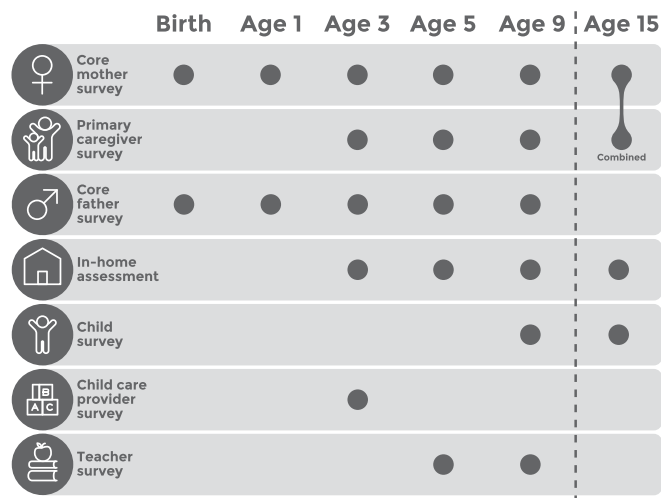 Birth Age 1 Age 3 Age 5 Age 9 Age 15
Core
mother
survey
Primary
caregiver
survey
Combined
Core
father
survey
In-home
assessment
Child
survey
B
A C
Child care
provider
survey
Teacher
survey